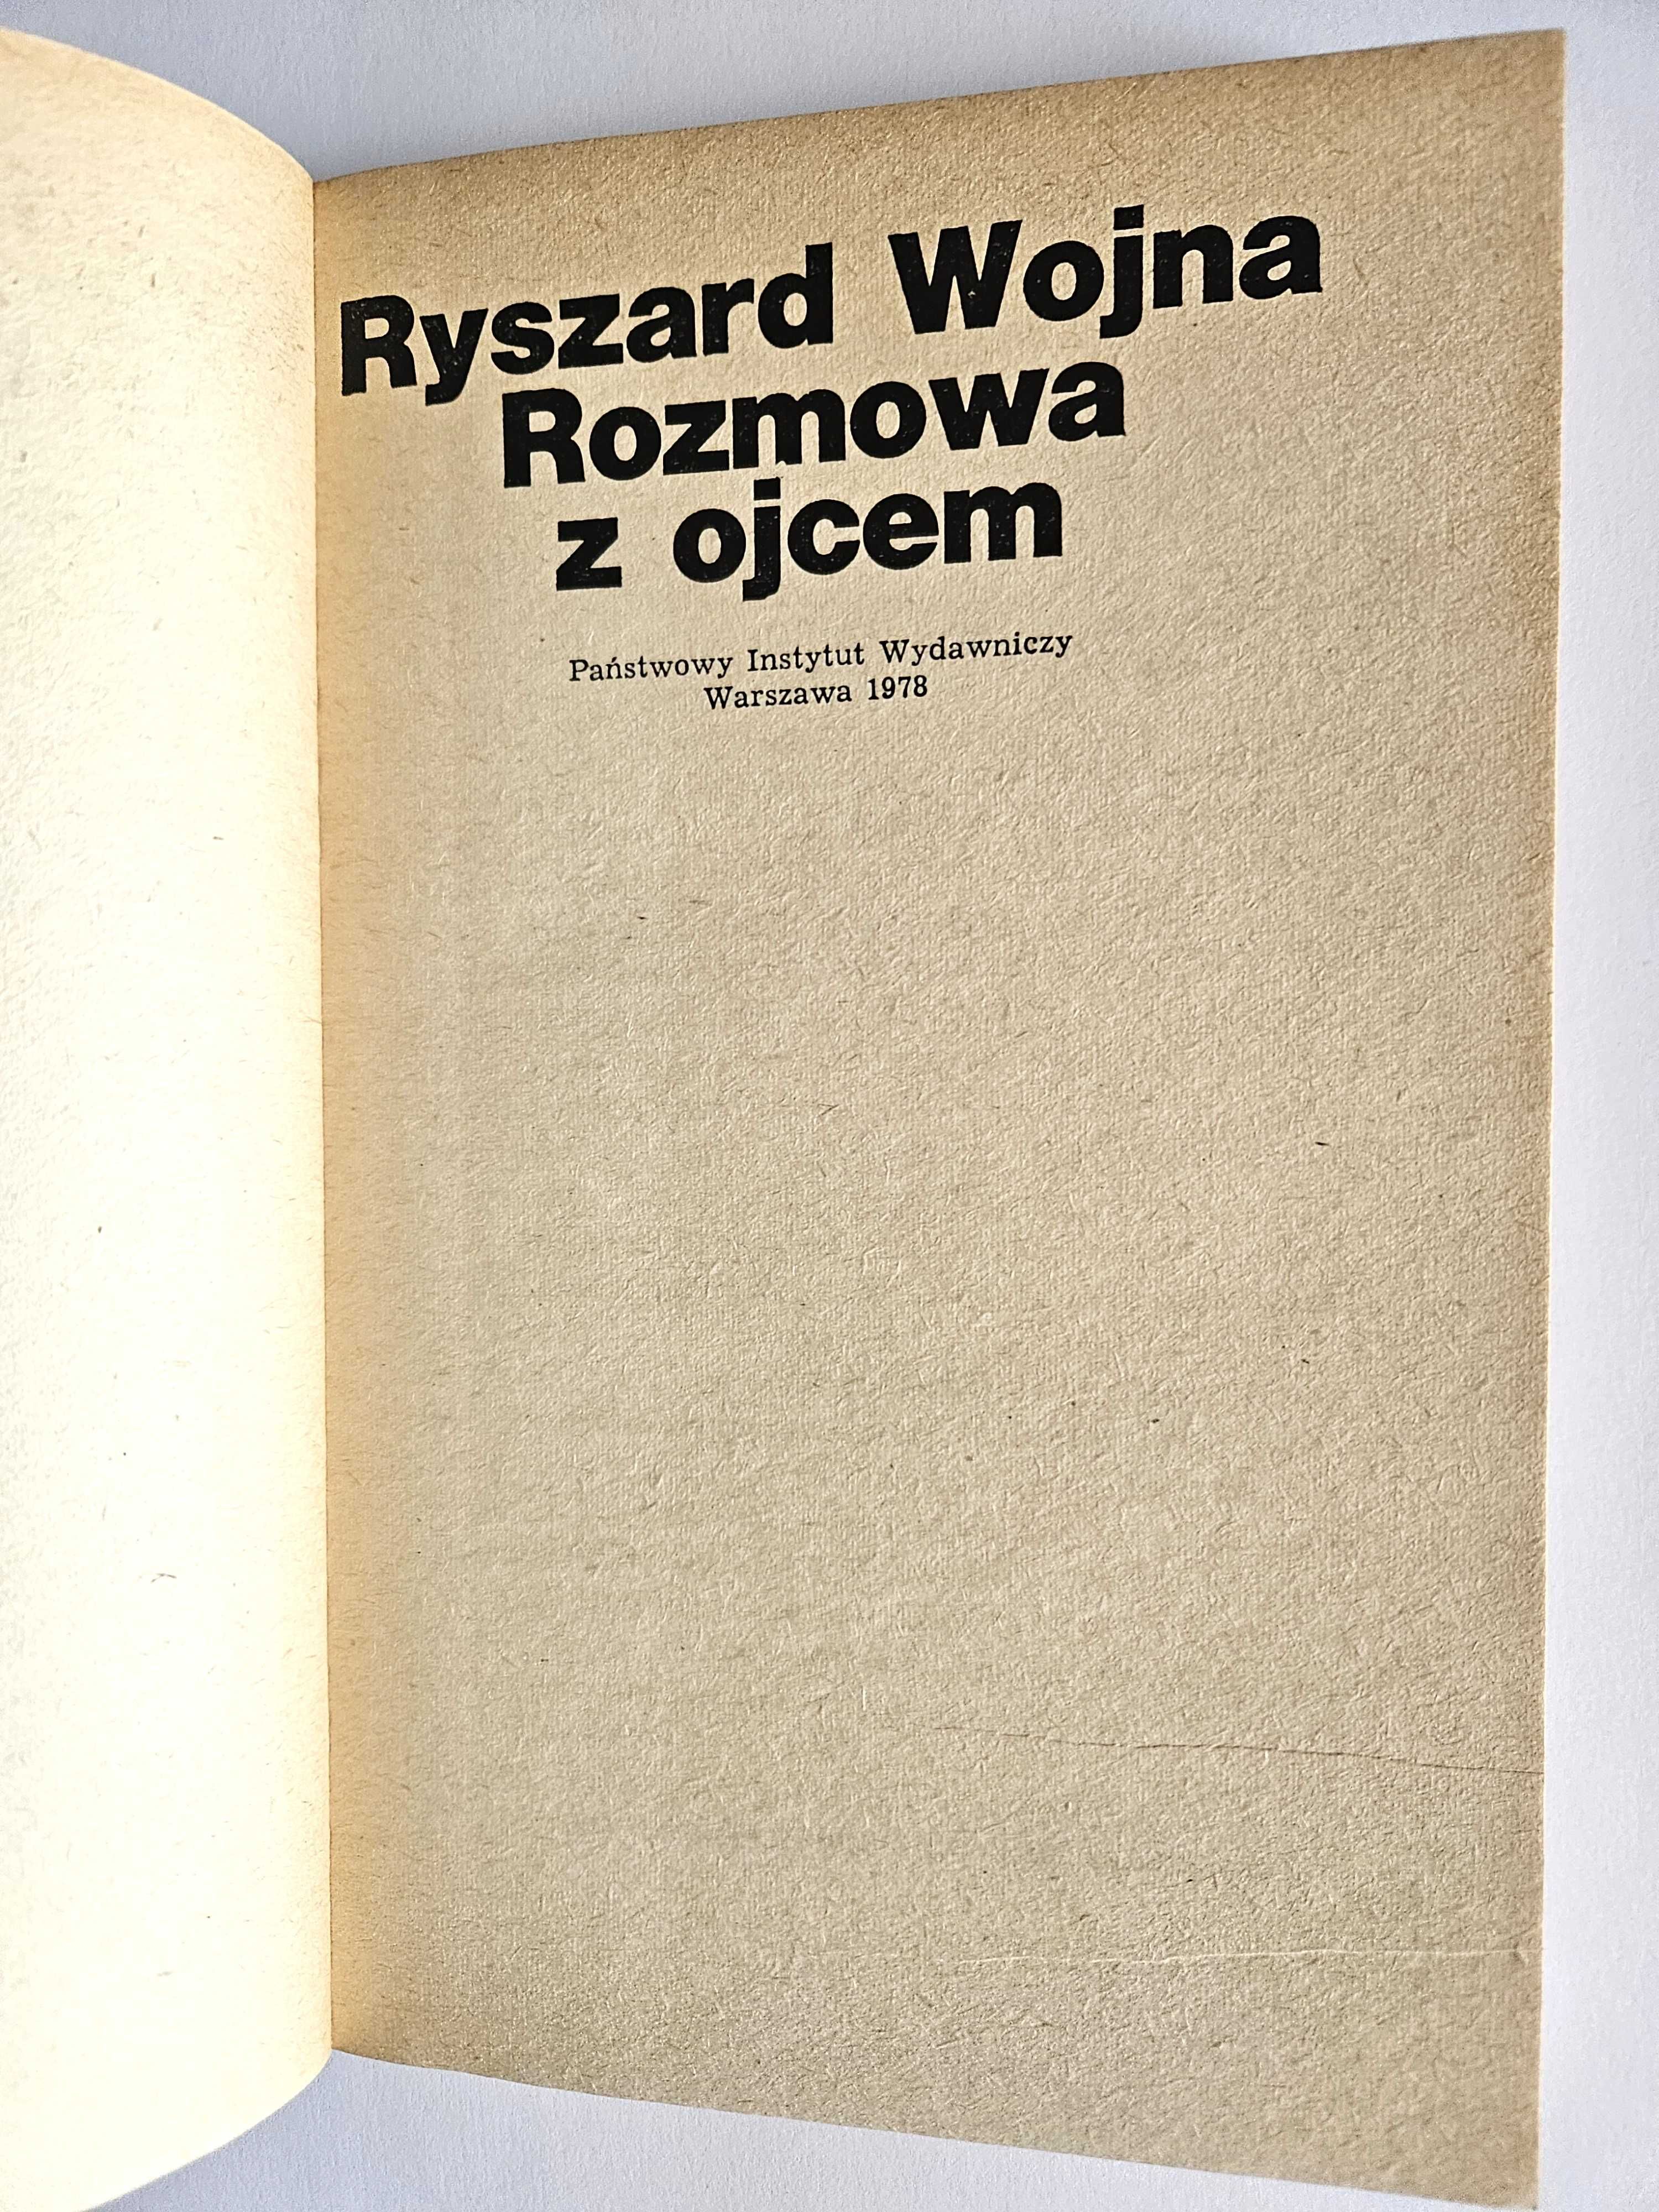 Ryszard Wojna
Rozmowa
z ojcem
Państwowy Instytut Wydawniczy
Warszawa 1978